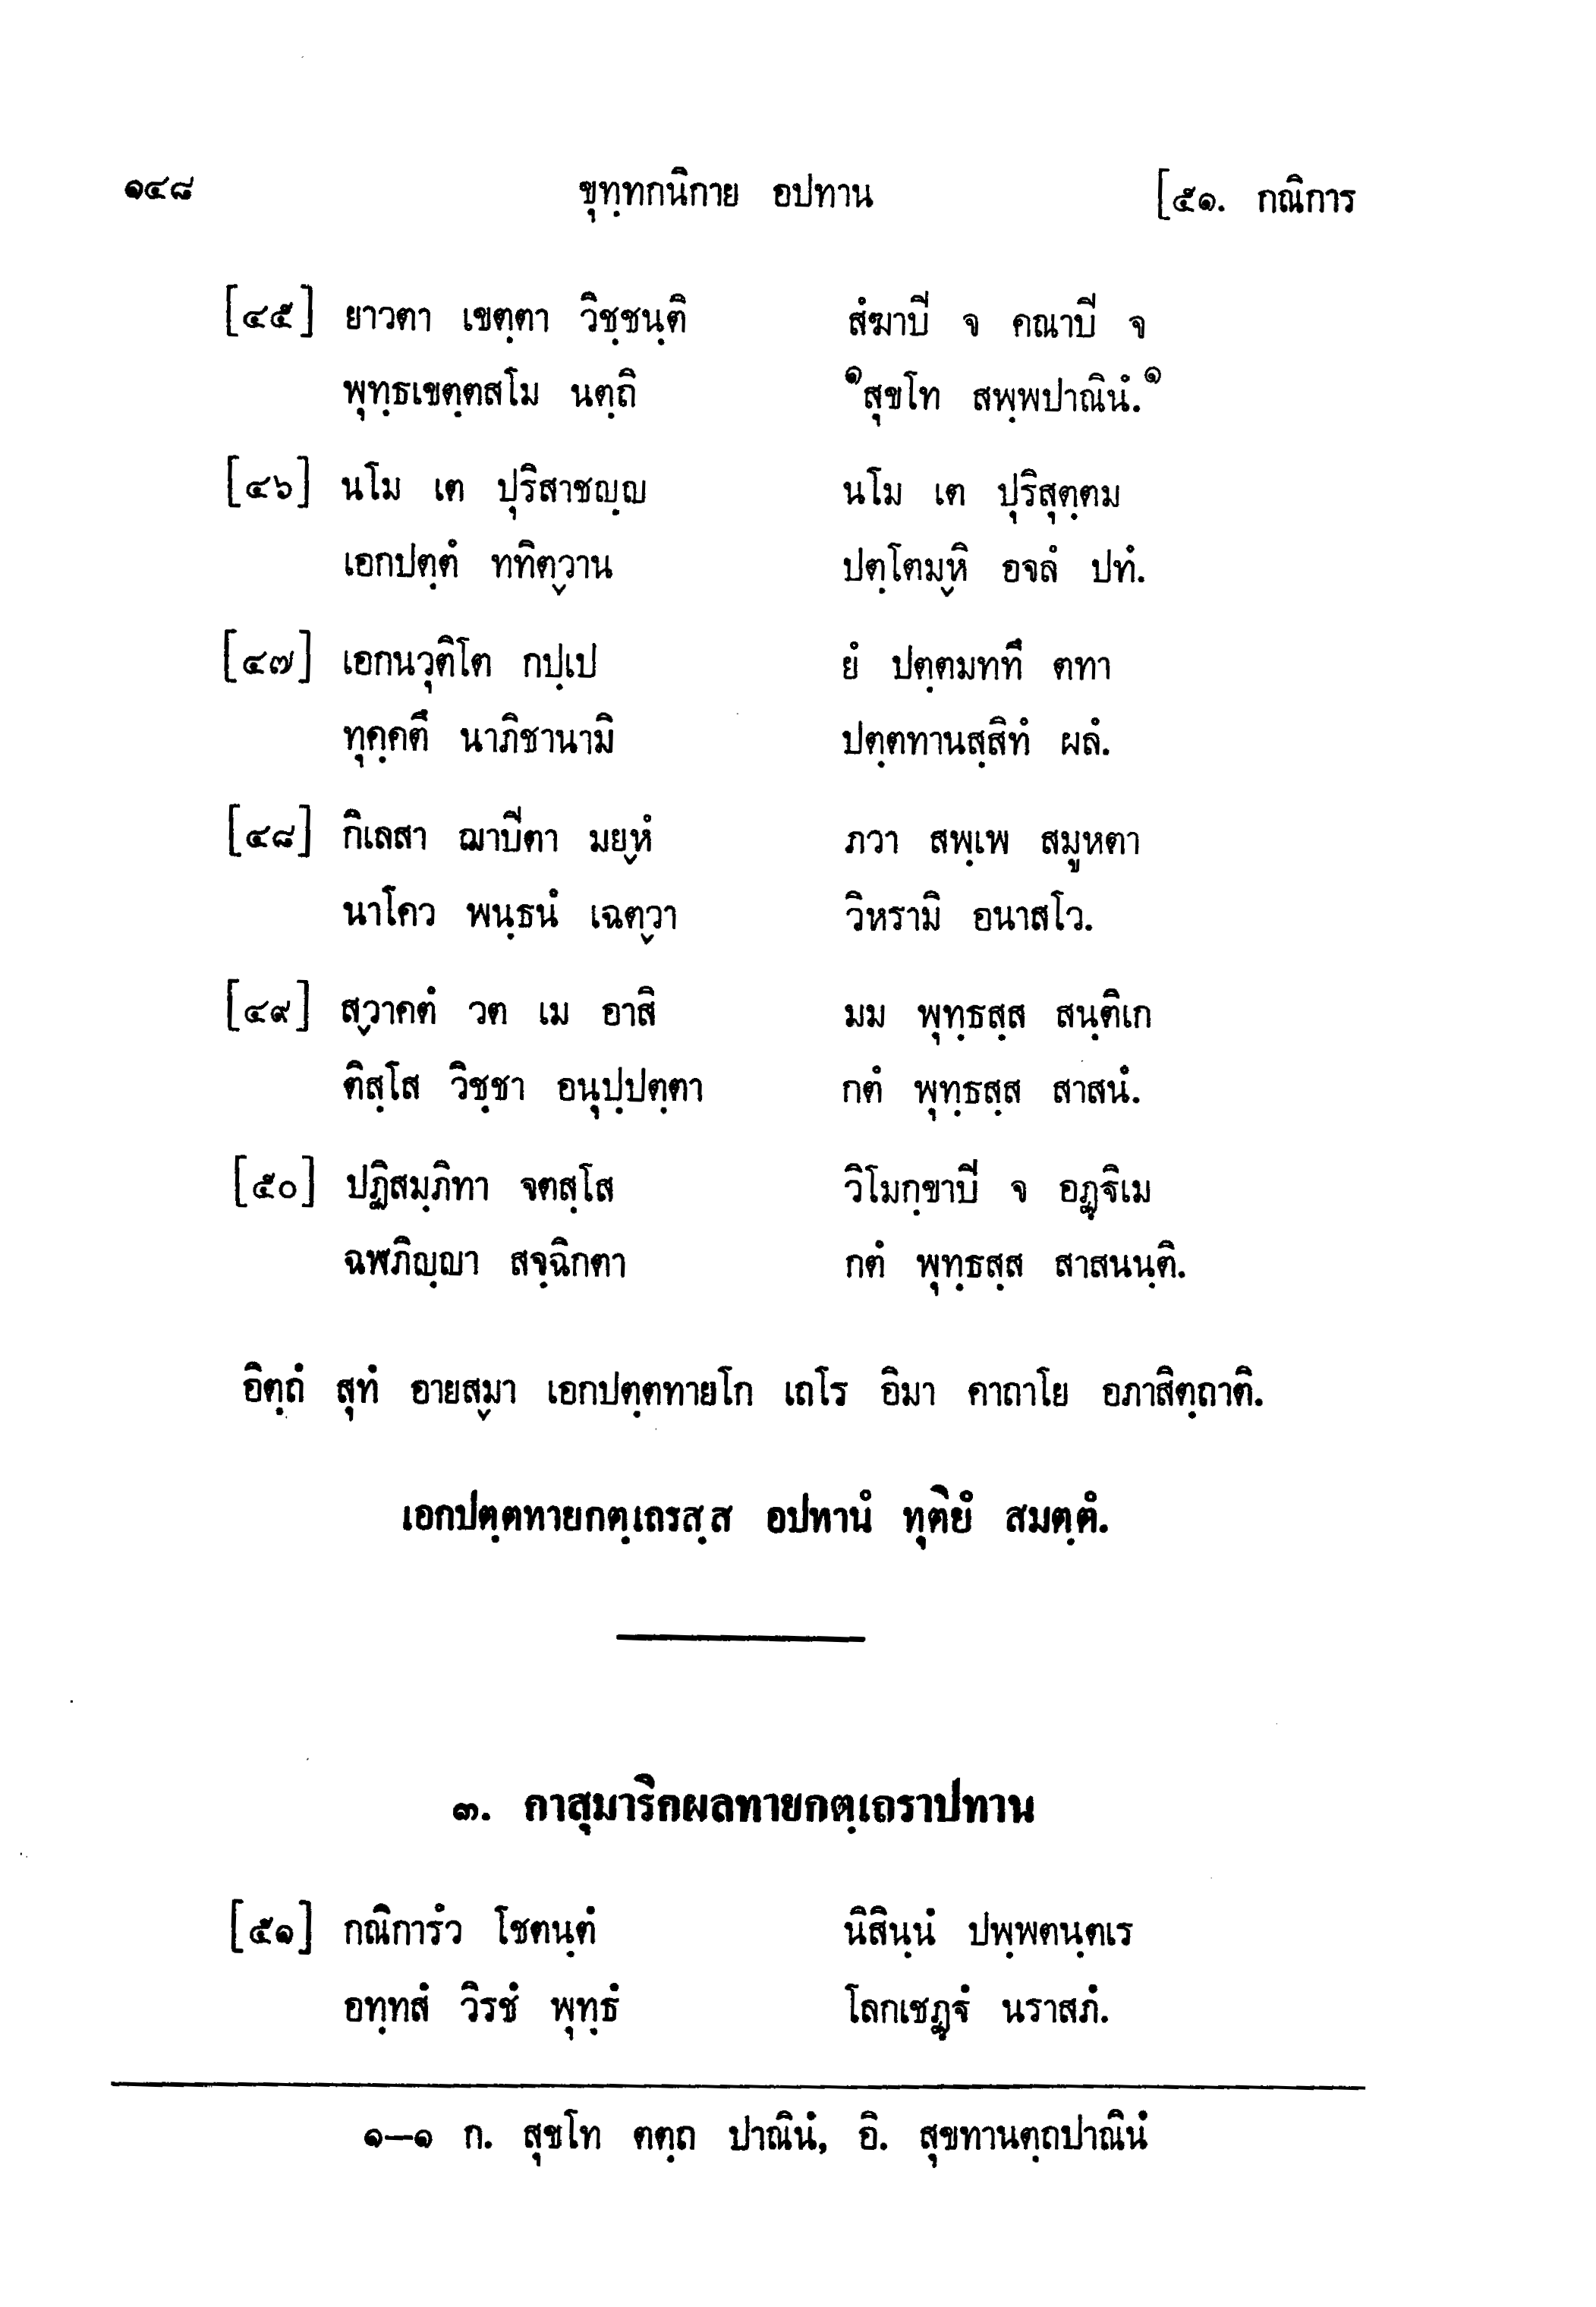 ๑๔๘ ขุทฺทกนิกาย อปทาน [๕๑. กณิการ
[๔๕] ยาวตา เขตฺตา วิชฺชนฺติ สํฆาปี จ คณาปี จ
พุทฺธเขตฺตสโม นตฺถิ ๑สุขโท สพฺพปาณินํ.๑
[๔๖] นโม เต ปุริสาชญฺญ นโม เต ปุริสุตฺตม
เอกปตฺตํ ททิตฺวาน ปตฺโตมฺหิ อจลํ ปทํ.
[๔๗] เอกนวุติโต กปฺเป ยํ ปตฺตมททึ ตทา
ทุคฺคตึ นาภิชานามิ ปตฺตทานสฺสิทํ ผลํ.
[๔๘] กิเลสา ฌาปีตา มยฺหํ ภวา สพฺเพ สมูหตา
นาโคว พนฺธนํ เฉตฺวา วิหรามิ อนาสโว.
[๔๙] สฺวาคตํ วต เม อาสิ มม พุทฺธสฺส สนฺติเก
ติสฺโส วิชฺชา อนุปฺปตฺตา กตํ พุทฺธสฺส สาสนํ.
[๕๐] ปฏิสมฺภิทา จตสฺโส วิโมกฺขาปี จ อฏฺฐิเม
ฉฬภิญฺญา สจฺฉิกตา กตํ พุทฺธสฺส สาสนนฺติ.
อิตฺถํ สุทํ อายสฺมา เอกปตฺตทายโก เถโร อิมา คาถาโย อภาสิตฺถาติ.
เอกปตฺตทายกตฺเถรสฺส อปทานํ ทุติยํ สมตฺตํ.
๓. กาสุมาริกผลทายกตฺเถราปทาน
[๕๑] กณิการํว โชตนฺตํ นิสินฺนํ ปพฺพตนฺตเร
อทฺทสํ วิรชํ พุทฺธํ โลกเชฏฺฐํ นราสภํ.
๑–๑ ก. สุขโท ตตฺถ ปาณินํ, อิ. สุขทานตฺถปาณินํ